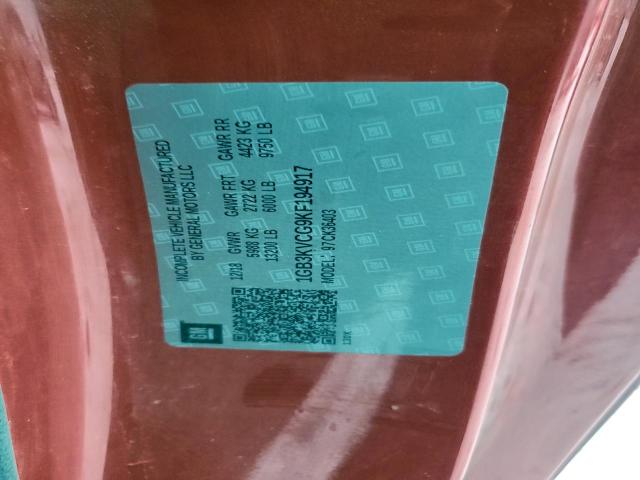 GM
INCOMPLETE VEHICLE MANUFACTURED
BY GENERAL MOTORS LLC
12/18 GVWR GAWR FRT GAWR RR
5988 KG 2722 KG 4423 KG
13200 LB 6000 LB 9750 LB
1GB3KVCG9KF194917
MODEL: 97CK36403